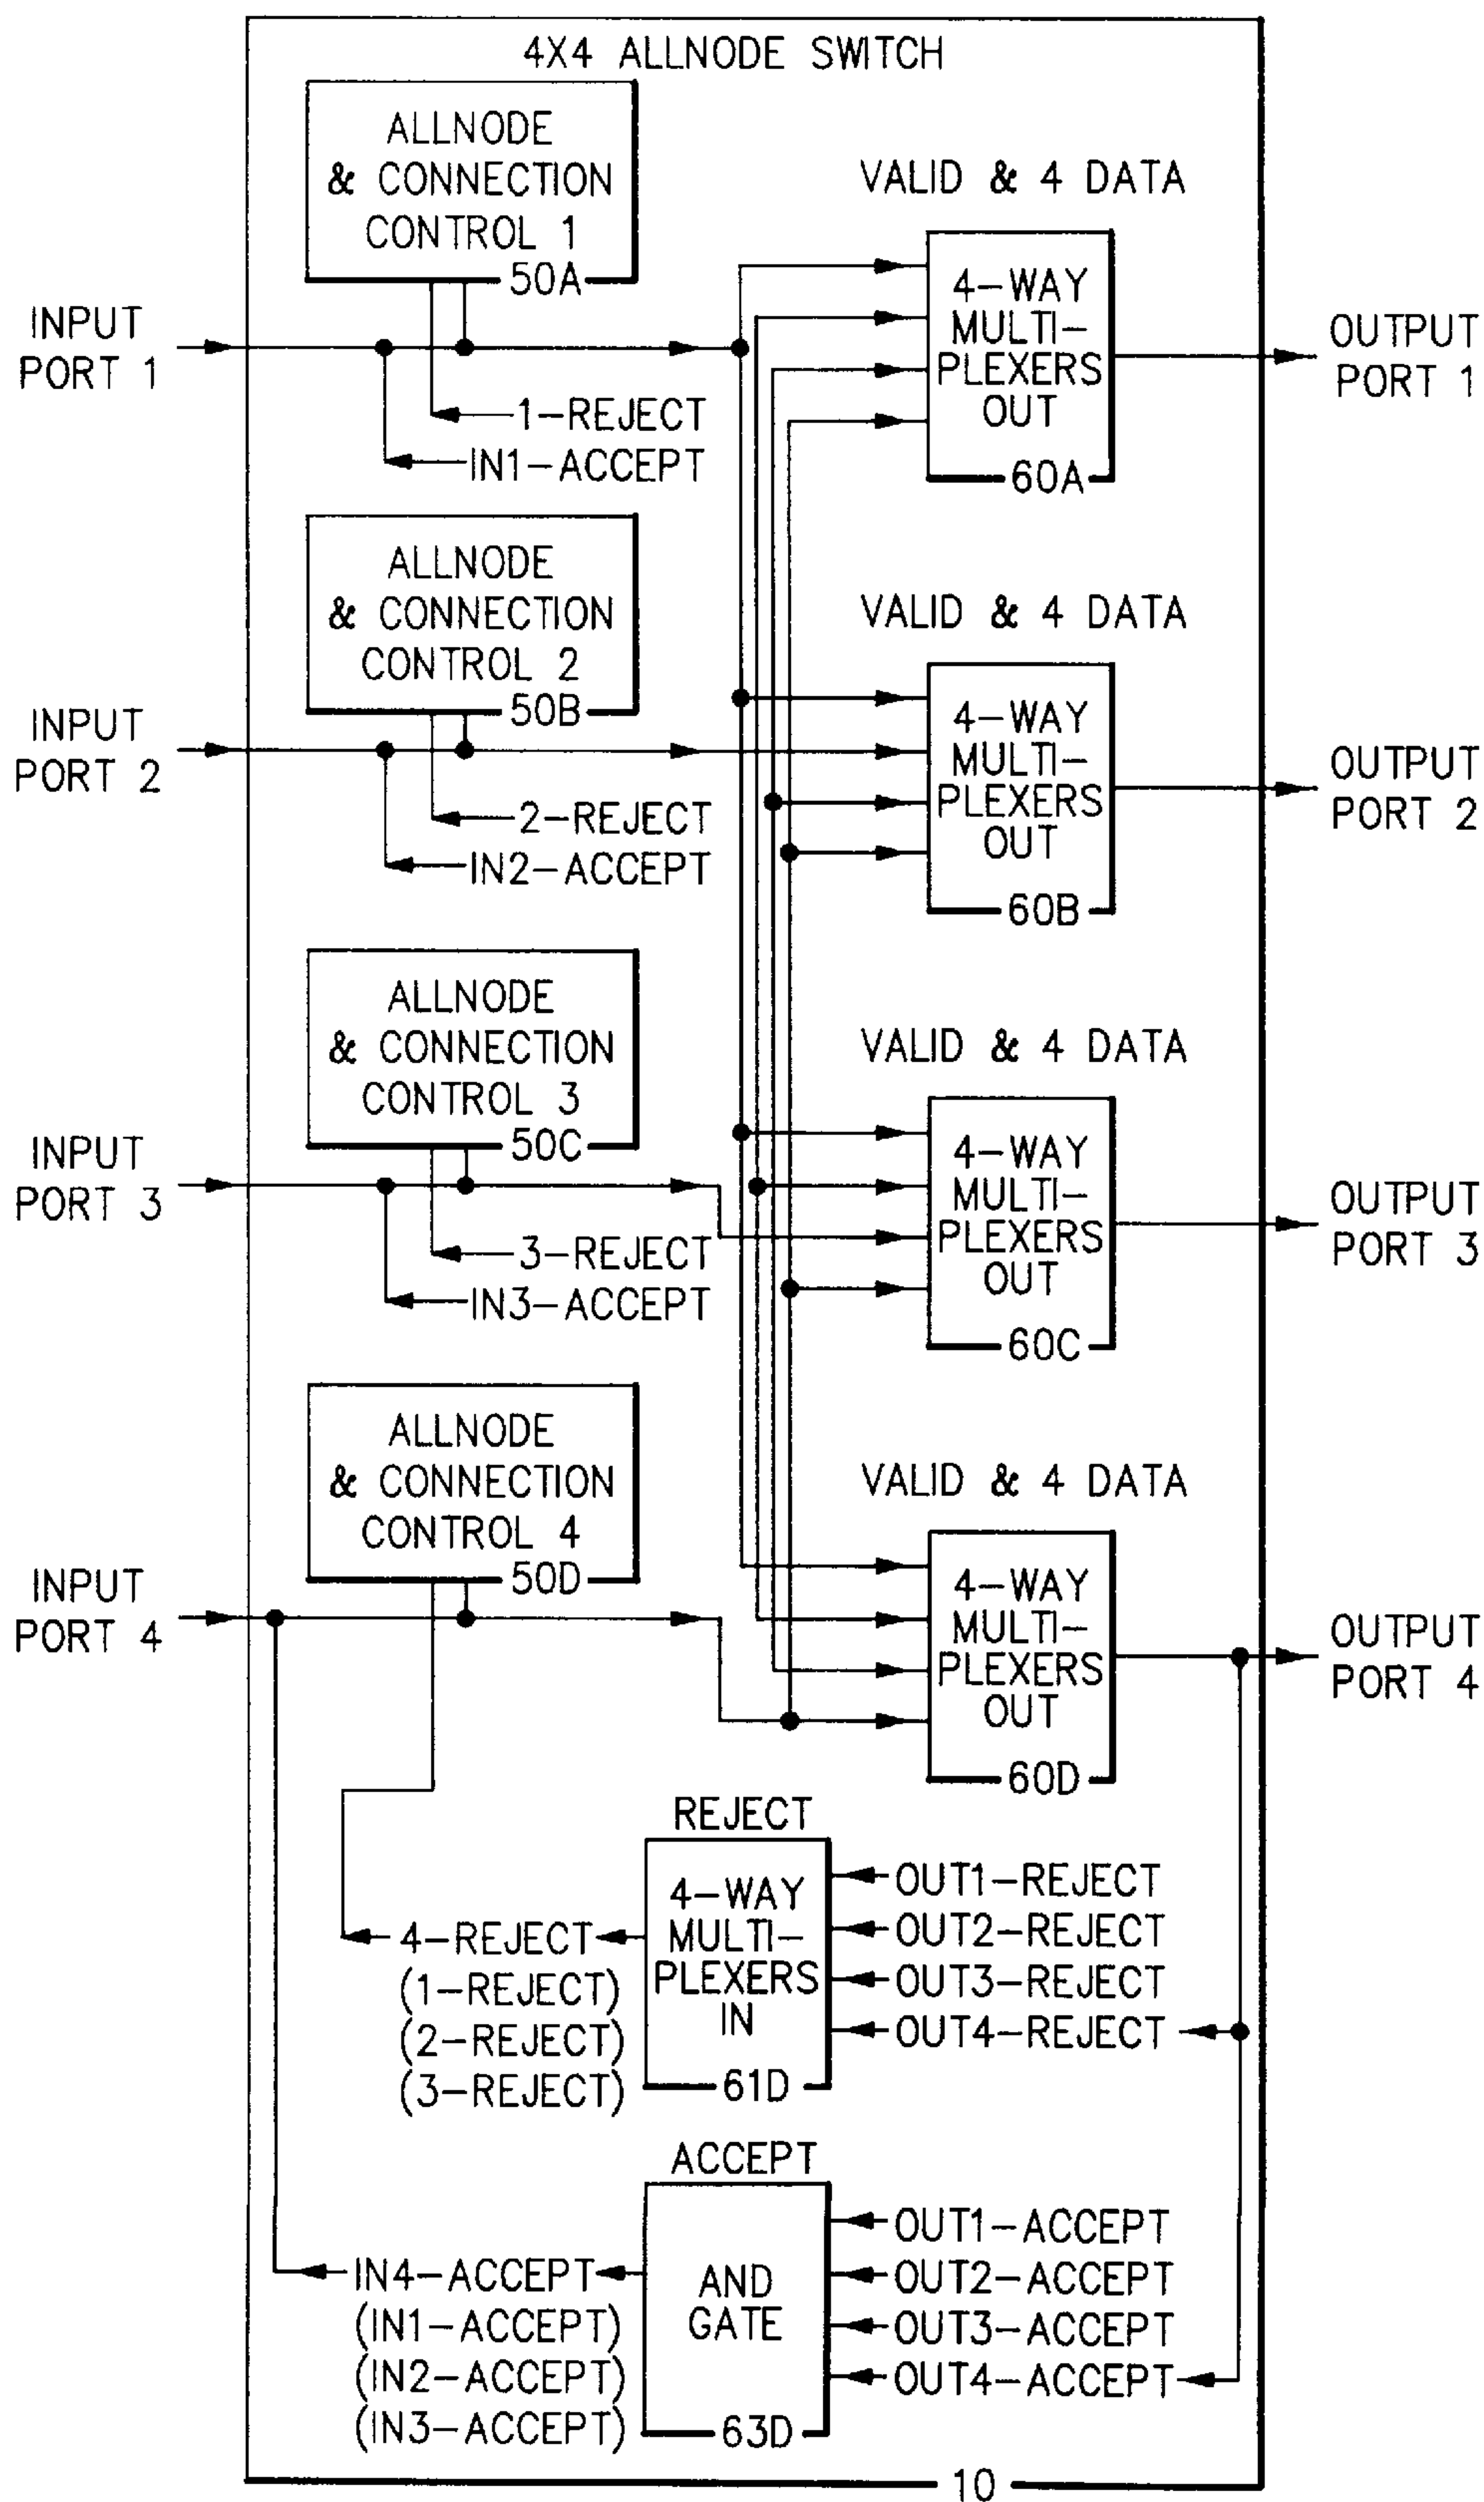 4X4 ALLNODE SWITCH
ALLNODE
& CONNECTION
CONTROL 1
50A
VALID & 4 DATA
4-WAY
MULTI-
PLEXERS
OUT
60A
INPUT
PORT 1
OUTPUT
PORT 1
1-REJECT
IN1-ACCEPT
ALLNODE
& CONNECTION
CONTROL 2
50B
VALID & 4 DATA
4-WAY
MULTI-
PLEXERS
OUT
60B
INPUT
PORT 2
OUTPUT
PORT 2
2-REJECT
IN2-ACCEPT
ALLNODE
& CONNECTION
CONTROL 3
50C
VALID & 4 DATA
4-WAY
MULTI-
PLEXERS
OUT
60C
INPUT
PORT 3
OUTPUT
PORT 3
3-REJECT
IN3-ACCEPT
ALLNODE
& CONNECTION
CONTROL 4
50D
VALID & 4 DATA
4-WAY
MULTI-
PLEXERS
OUT
60D
INPUT
PORT 4
OUTPUT
PORT 4
REJECT
4-WAY
MULTI-
PLEXERS
IN
61D
OUT1-REJECT
OUT2-REJECT
OUT3-REJECT
OUT4-REJECT
4-REJECT
(1-REJECT)
(2-REJECT)
(3-REJECT)
ACCEPT
AND
GATE
63D
OUT1-ACCEPT
OUT2-ACCEPT
OUT3-ACCEPT
OUT4-ACCEPT
IN4-ACCEPT
(IN1-ACCEPT)
(IN2-ACCEPT)
(IN3-ACCEPT)
10